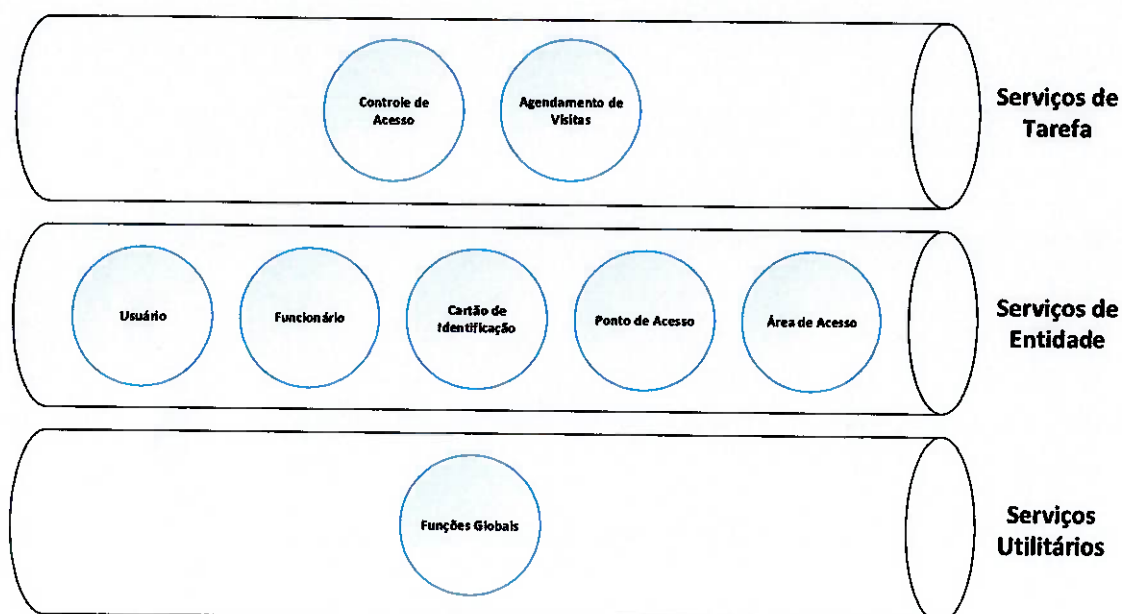 Controle de
Acesso
Agendamento de
Visitas
Serviços de
Tarefa
Usuário
Funcionário
Cartão de
Identificação
Ponto de Acesso
Área de Acesso
Serviços de
Entidade
Funções Globais
Serviços
Utilitários